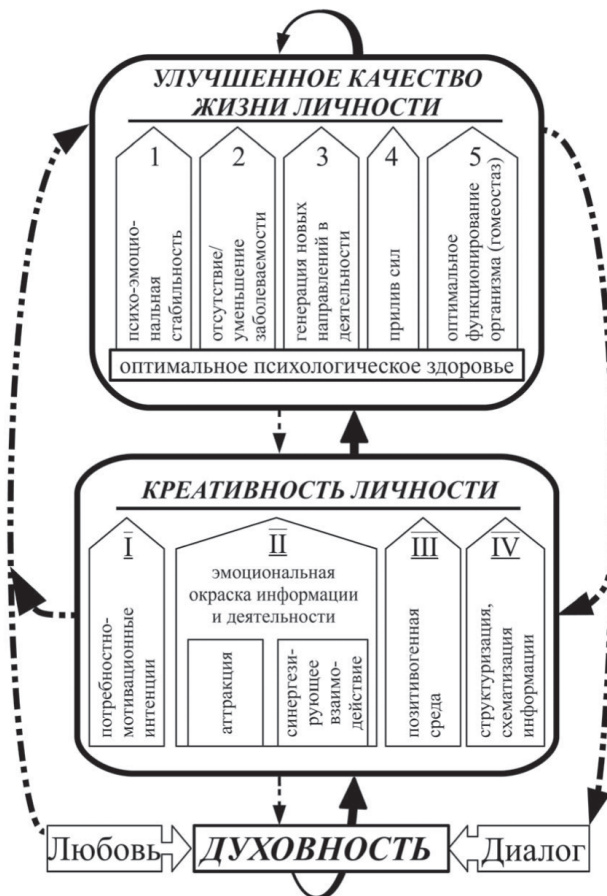 УЛУЧШЕННОЕ КАЧЕСТВО
ЖИЗНИ ЛИЧНОСТИ
1
психо-эмоцио-
нальная
стабильность
2
отсутствие/
уменьшение
заболеваемости
3
генерация новых
направлений в
деятельности
4
прилив сил
5
оптимальное
функционирование
организма (гомеостаз)
оптимальное психологическое здоровье
КРЕАТИВНОСТЬ ЛИЧНОСТИ
I
потребностно-
мотивационные
интенции
II
эмоциональная
окраска информации
и деятельности
аттракция
синергези-
рующее
взаимо-
действие
III
позитивогенная
среда
IV
структуризация,
схематизация
информации
Любовь
ДУХОВНОСТЬ
Диалог